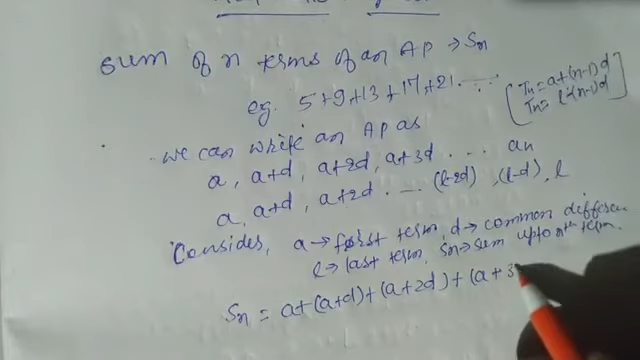 sum of n terms of an AP → Sn
eg. 5+9+13+17+21 ......
[Tn = a+(n-1)d
Tn = l-(n-1)d]
we can write an AP as
a, a+d, a+2d, a+3d .... an
a, a+d, a+2d .... (l-2d), (l-d), l
Consider, a → first term, d → common differen
l → last term, Sn → sum upto nth term.
Sn = a+(a+d)+(a+2d)+(a+3